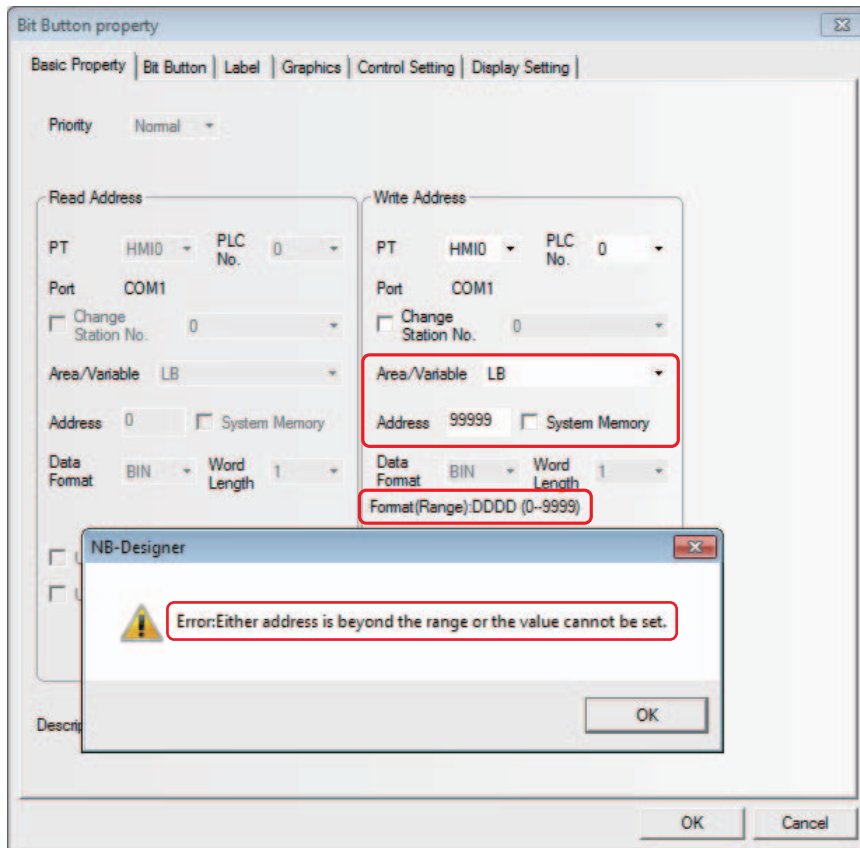 Bit Button property
Basic Property Bit Button Label Graphics Control Setting Display Setting
Priority Normal
Read Address
PT HMI0 PLC No. 0
Port COM1
Change Station No. 0
Area/Variable LB
Address 0 System Memory
Data Format BIN Word Length 1
Write Address
PT HMI0 PLC No. 0
Port COM1
Change Station No. 0
Area/Variable LB
Address 99999 System Memory
Data Format BIN Word Length 1
Format(Range):DDDD (0--9999)
NB-Designer
Error:Either address is beyond the range or the value cannot be set.
OK
OK Cancel